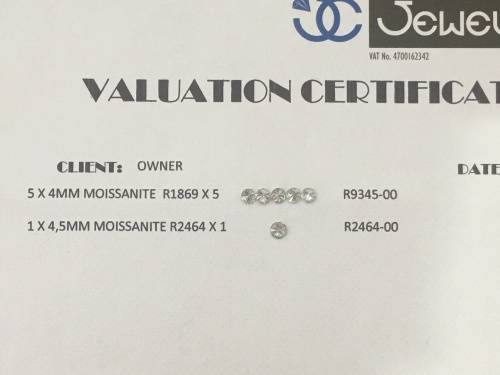 JEWEL
VAT No. 4700162342
VALUATION CERTIFICAT
CLIENT: OWNER
DATE
5 X 4MM MOISSANITE R1869 X 5 R9345-00
1 X 4,5MM MOISSANITE R2464 X 1 R2464-00